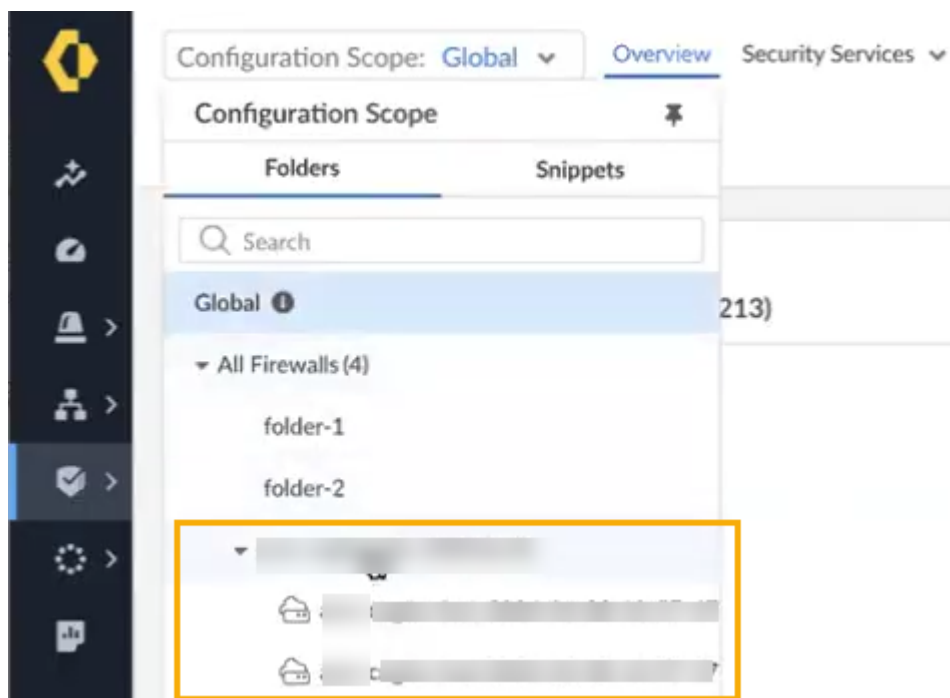 Configuration Scope: Global
Overview
Security Services
Configuration Scope
Folders
Snippets
Search
Global
213)
All Firewalls (4)
folder-1
folder-2